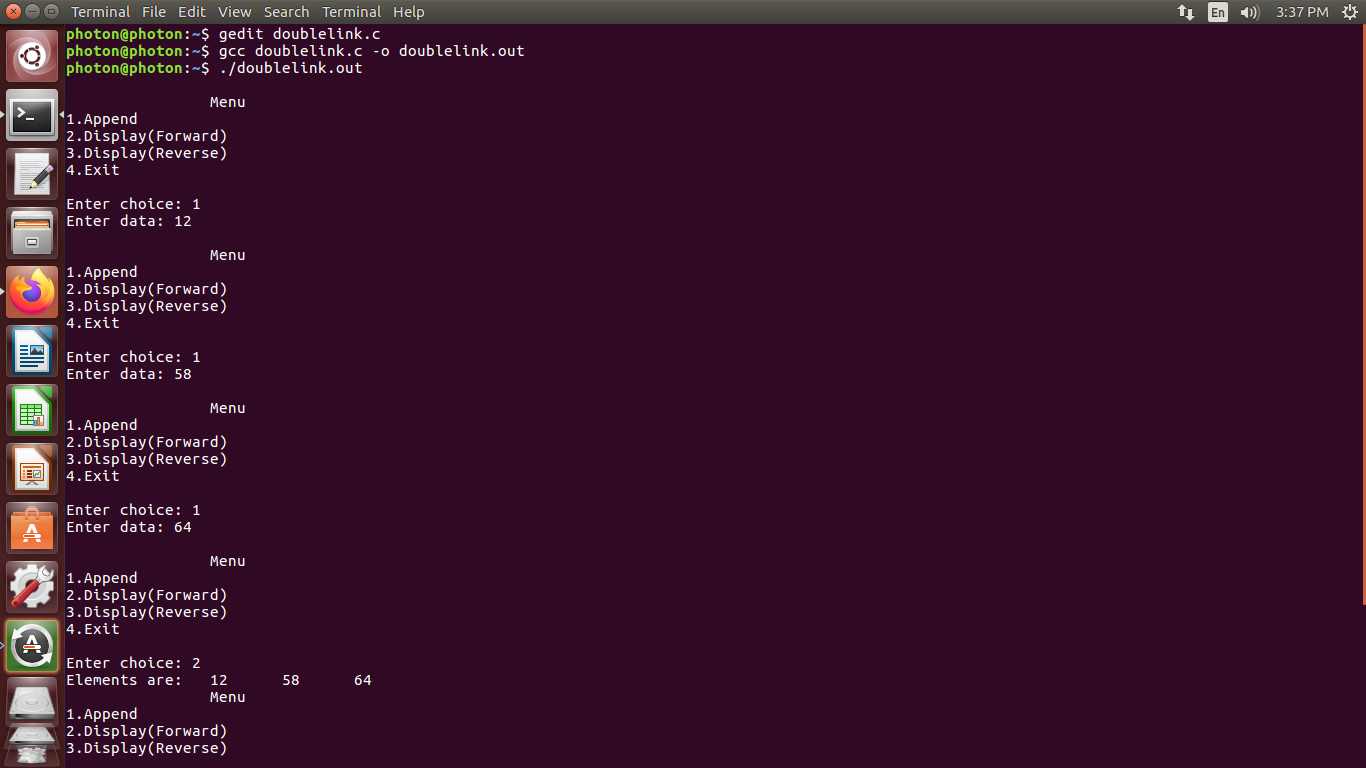 Terminal File Edit View Search Terminal Help En 3:37 PM
photon@photon:~$ gedit doublelink.c
photon@photon:~$ gcc doublelink.c -o doublelink.out
photon@photon:~$ ./doublelink.out
Menu
1.Append
2.Display(Forward)
3.Display(Reverse)
4.Exit
Enter choice: 1
Enter data: 12
Menu
1.Append
2.Display(Forward)
3.Display(Reverse)
4.Exit
Enter choice: 1
Enter data: 58
Menu
1.Append
2.Display(Forward)
3.Display(Reverse)
4.Exit
Enter choice: 1
Enter data: 64
Menu
1.Append
2.Display(Forward)
3.Display(Reverse)
4.Exit
Enter choice: 2
Elements are: 12 58 64
Menu
1.Append
2.Display(Forward)
3.Display(Reverse)